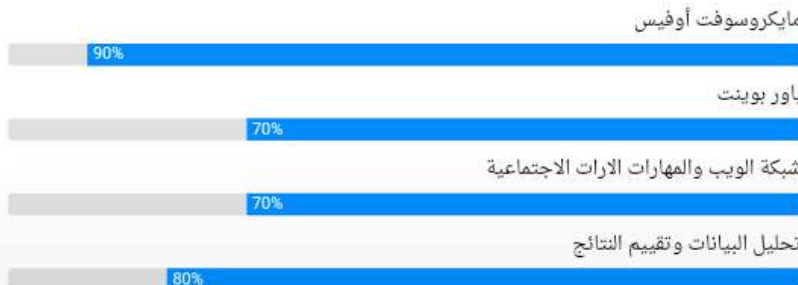 مايكروسوفت أوفيس
90%
باور بوينت
70%
شبكة الويب والمهارات الارات الاجتماعية
70%
تحليل البيانات وتقييم النتائج
80%